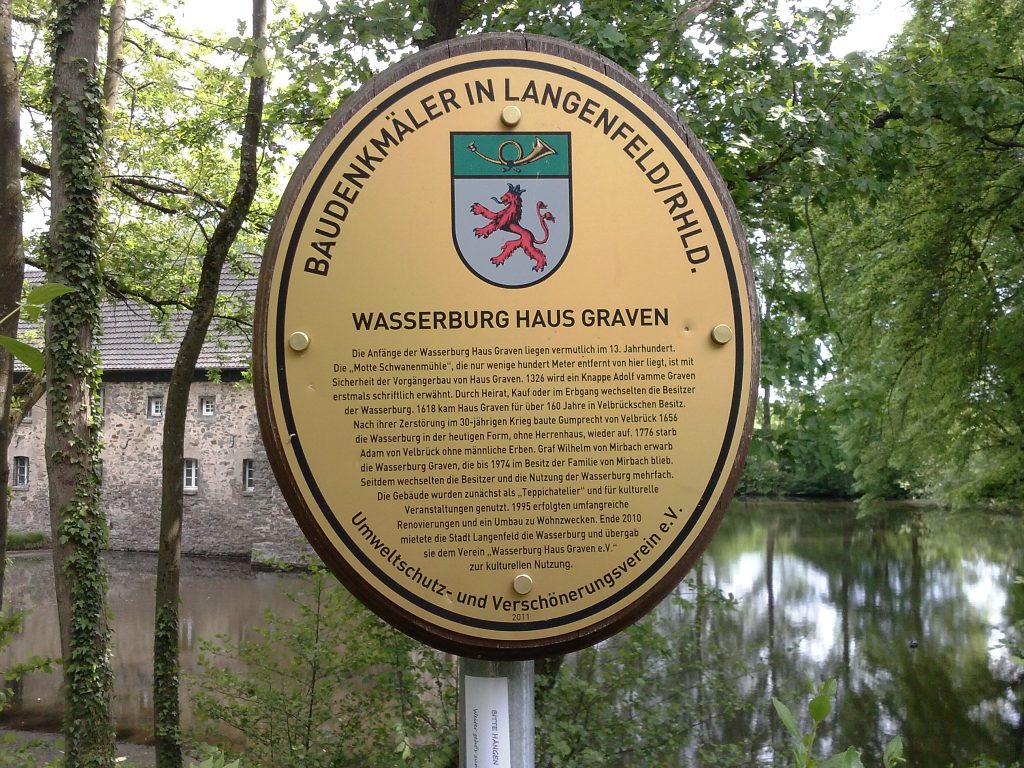 BAUDENKMÄLER IN LANGENFELD/RHLD.
WASSERBURG HAUS GRAVEN
Die Anfänge der Wasserburg Haus Graven liegen vermutlich im 13. Jahrhundert.
Die „Motte Schwanenmühle“, die nur wenige hundert Meter entfernt von hier liegt, ist mit
Sicherheit der Vorgängerbau von Haus Graven. 1326 wird ein Knappe Adolf vamme Graven
erstmals schriftlich erwähnt. Durch Heirat, Kauf oder im Erbgang wechselten die Besitzer
der Wasserburg. 1618 kam Haus Graven für über 160 Jahre in Velbrückschen Besitz.
Nach ihrer Zerstörung im 30-jährigen Krieg baute Gumprecht von Velbrück 1656
die Wasserburg in der heutigen Form, ohne Herrenhaus, wieder auf. 1776 starb
Adam von Velbrück ohne männliche Erben. Graf Wilhelm von Mirbach erwarb
die Wasserburg Graven, die bis 1974 im Besitz der Familie von Mirbach blieb.
Seitdem wechselten die Besitzer und die Nutzung der Wasserburg mehrfach.
Die Gebäude wurden zunächst als „Teppichatelier“ und für kulturelle
Veranstaltungen genutzt. 1995 erfolgten umfangreiche
Renovierungen und ein Umbau zu Wohnzwecken. Ende 2010
mietete die Stadt Langenfeld die Wasserburg und übergab
sie dem Verein „Wasserburg Haus Graven e.V.“
zur kulturellen Nutzung.
Umweltschutz- und Verschönerungsverein e.V.
2011
BITTE HÄNGEN
Weiter geht's zum